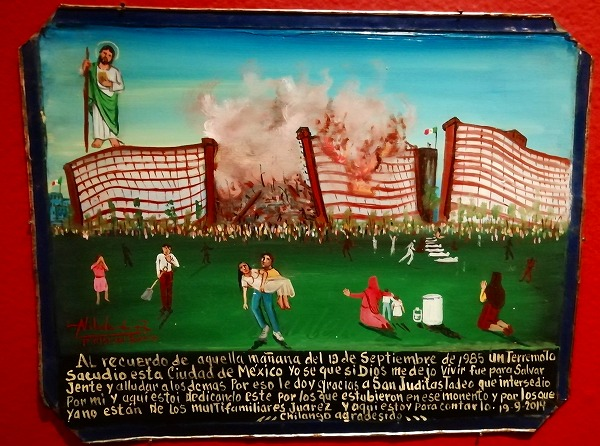 AL recuerdo de aquella mañana del 19 de Septiembre de 1985 un Terremoto
Sacudio esta Ciudad de Mexico Yo se que si Dios me dejo Vivir fue para Salvar
Jente y alludar a los demas Por eso le doy gracias a San Juditas tadeo que intersedio
Por mi y aqui estoi dedicando este por los que estubieron en ese momento y por los que
ya no están de los multifamiliares Juarez y aqui estoy para contarlo. 19-9-2014
chilango agradesido